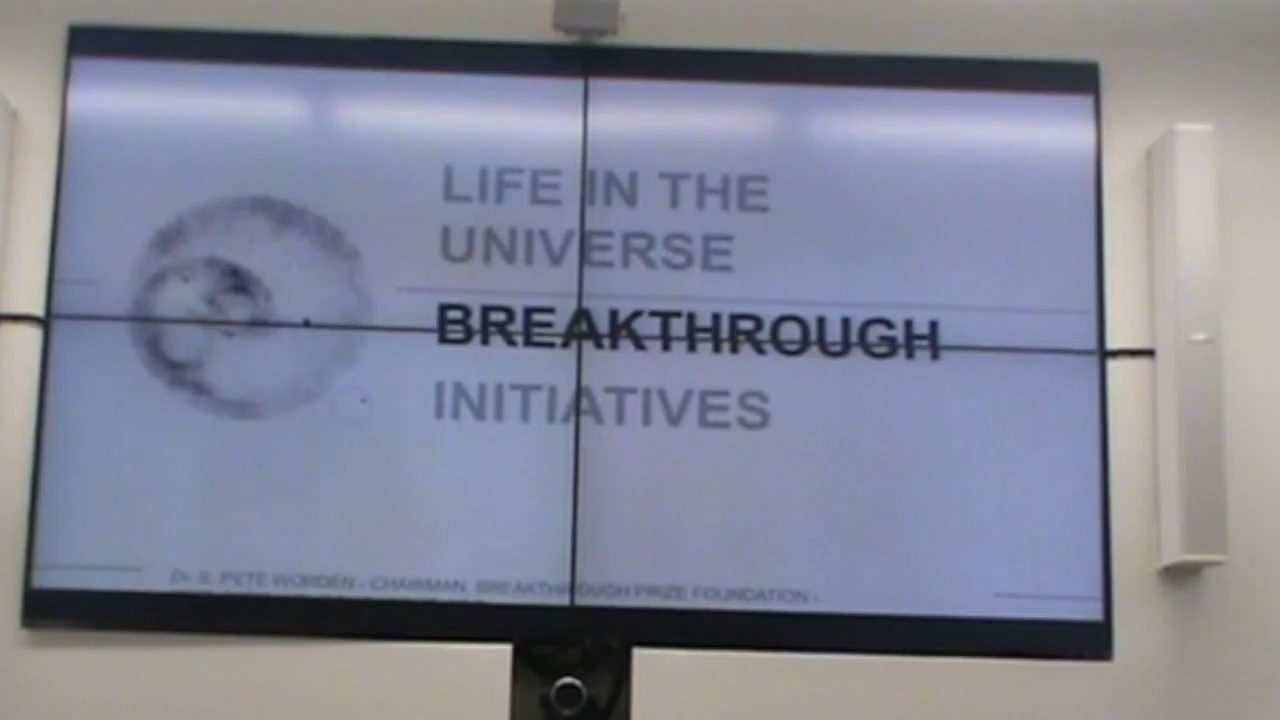 LIFE IN THE
UNIVERSE
BREAKTHROUGH
INITIATIVES
Dr. S. PETE WORDEN - CHAIRMAN, BREAKTHROUGH PRIZE FOUNDATION -